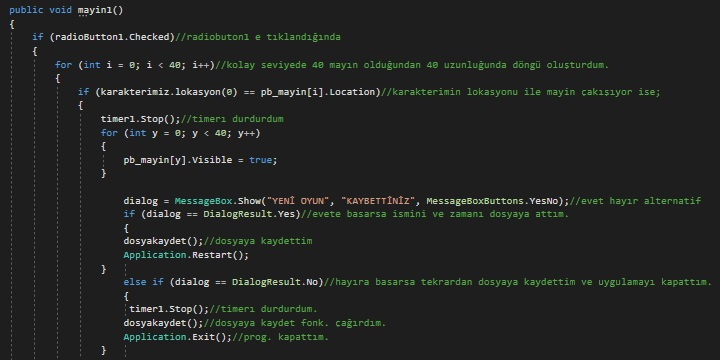 public void mayin1()
{
if (radioButton1.Checked)//radiobuton1 e tıklandığında
{
for (int i = 0; i < 40; i++)//kolay seviyede 40 mayın olduğundan 40 uzunluğunda döngü oluşturdum.
{
if (karakterimiz.lokasyon(0) == pb_mayin[i].Location)//karakterimin lokasyonu ile mayin çakışıyor ise;
{
timer1.Stop();//timerı durdurdum
for (int y = 0; y < 40; y++)
{
pb_mayin[y].Visible = true;
}
dialog = MessageBox.Show("YENİ OYUN", "KAYBETTİNİZ", MessageBoxButtons.YesNo);//evet hayır alternatif
if (dialog == DialogResult.Yes)//evete basarsa ismini ve zamanı dosyaya attım.
{
dosyakaydet();//dosyaya kaydettim
Application.Restart();
}
else if (dialog == DialogResult.No)//hayıra basarsa tekrardan dosyaya kaydettim ve uygulamayı kapattım.
{
timer1.Stop();//timerı durdurdum.
dosyakaydet();//dosyaya kaydet fonk. çağırdım.
Application.Exit();//prog. kapattım.
}